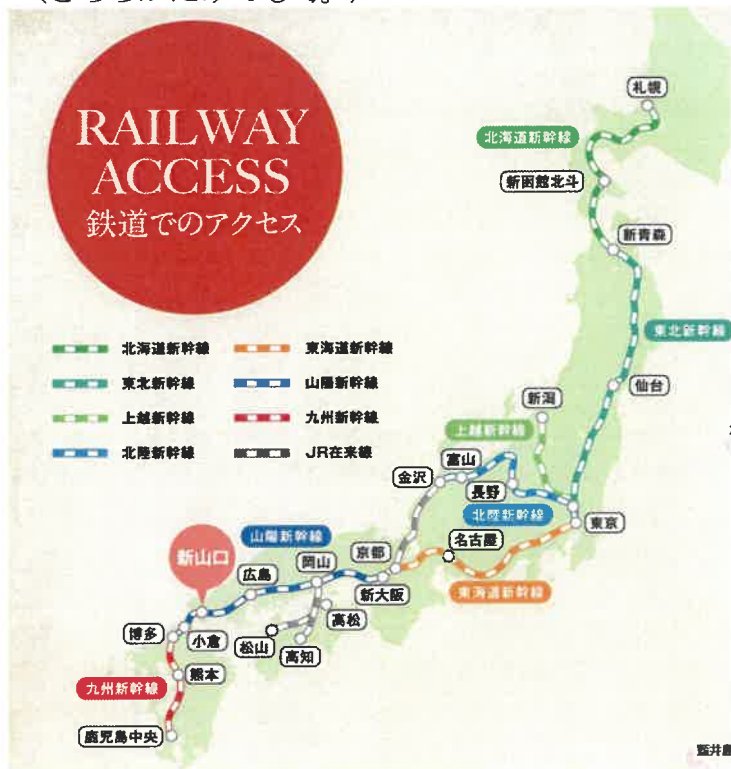 RAILWAY
ACCESS
鉄道でのアクセス
北海道新幹線
東北新幹線
上越新幹線
北陸新幹線
東海道新幹線
山陽新幹線
九州新幹線
JR在来線
札幌
北海道新幹線
新函館北斗
新青森
東北新幹線
仙台
新潟
上越新幹線
富山
金沢
長野
北陸新幹線
東京
名古屋
東海道新幹線
山陽新幹線
京都
岡山
新大阪
新山口
広島
高松
博多
小倉
松山
高知
熊本
九州新幹線
鹿児島中央